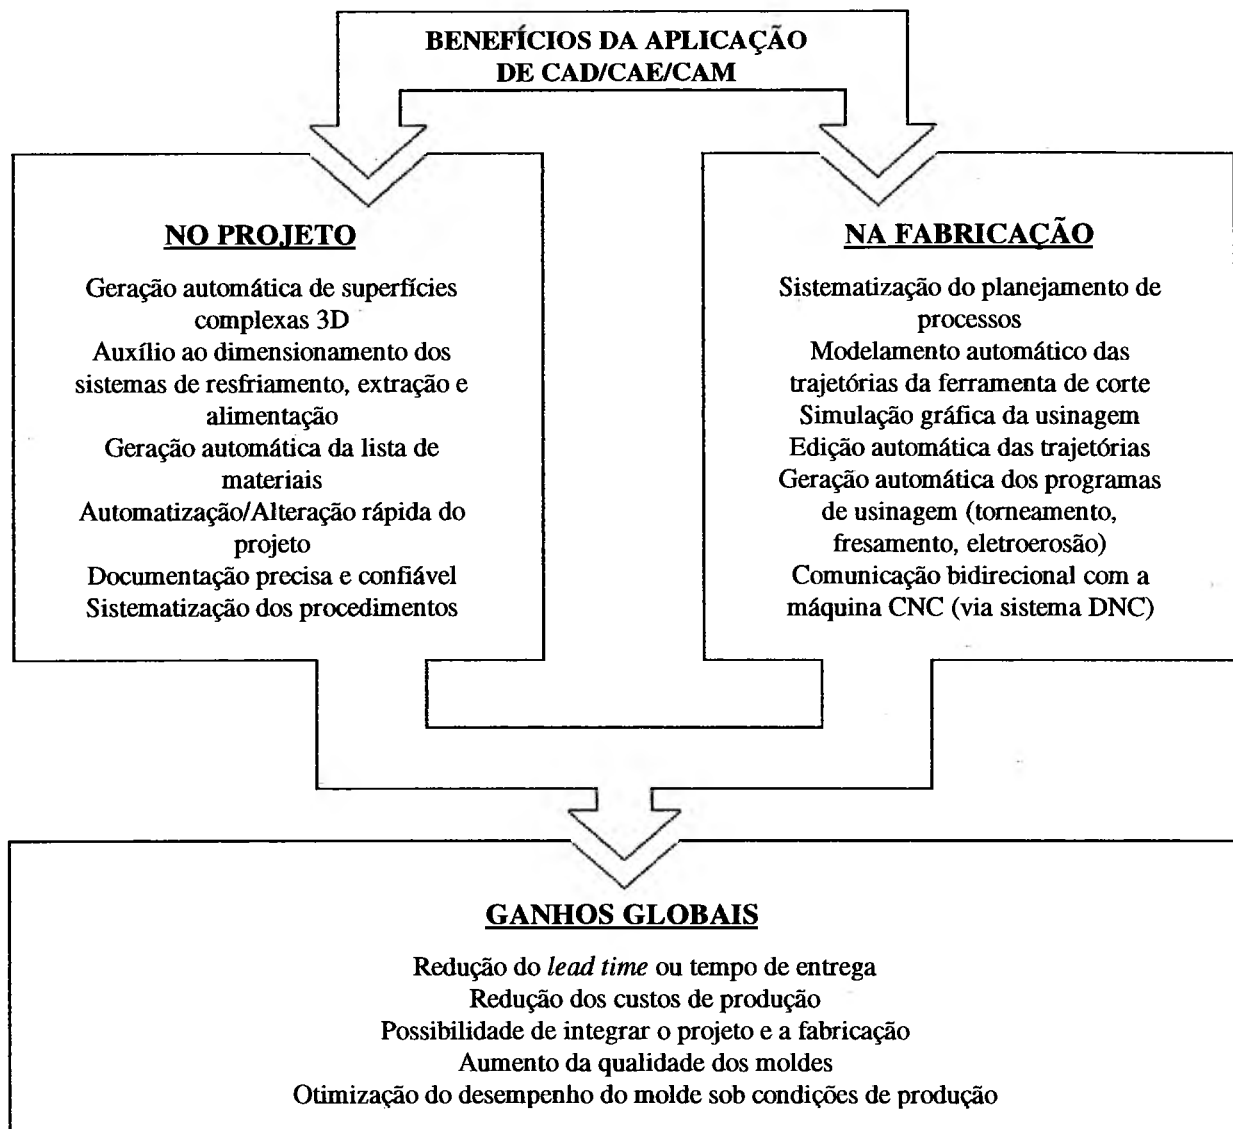 BENEFÍCIOS DA APLICAÇÃO
DE CAD/CAE/CAM
NO PROJETO
Geração automática de superfícies
complexas 3D
Auxílio ao dimensionamento dos
sistemas de resfriamento, extração e
alimentação
Geração automática da lista de
materiais
Automatização/Alteração rápida do
projeto
Documentação precisa e confiável
Sistematização dos procedimentos
NA FABRICAÇÃO
Sistematização do planejamento de
processos
Modelamento automático das
trajetórias da ferramenta de corte
Simulação gráfica da usinagem
Edição automática das trajetórias
Geração automática dos programas
de usinagem (torneamento,
fresamento, eletroerosão)
Comunicação bidirecional com a
máquina CNC (via sistema DNC)
GANHOS GLOBAIS
Redução do lead time ou tempo de entrega
Redução dos custos de produção
Possibilidade de integrar o projeto e a fabricação
Aumento da qualidade dos moldes
Otimização do desempenho do molde sob condições de produção